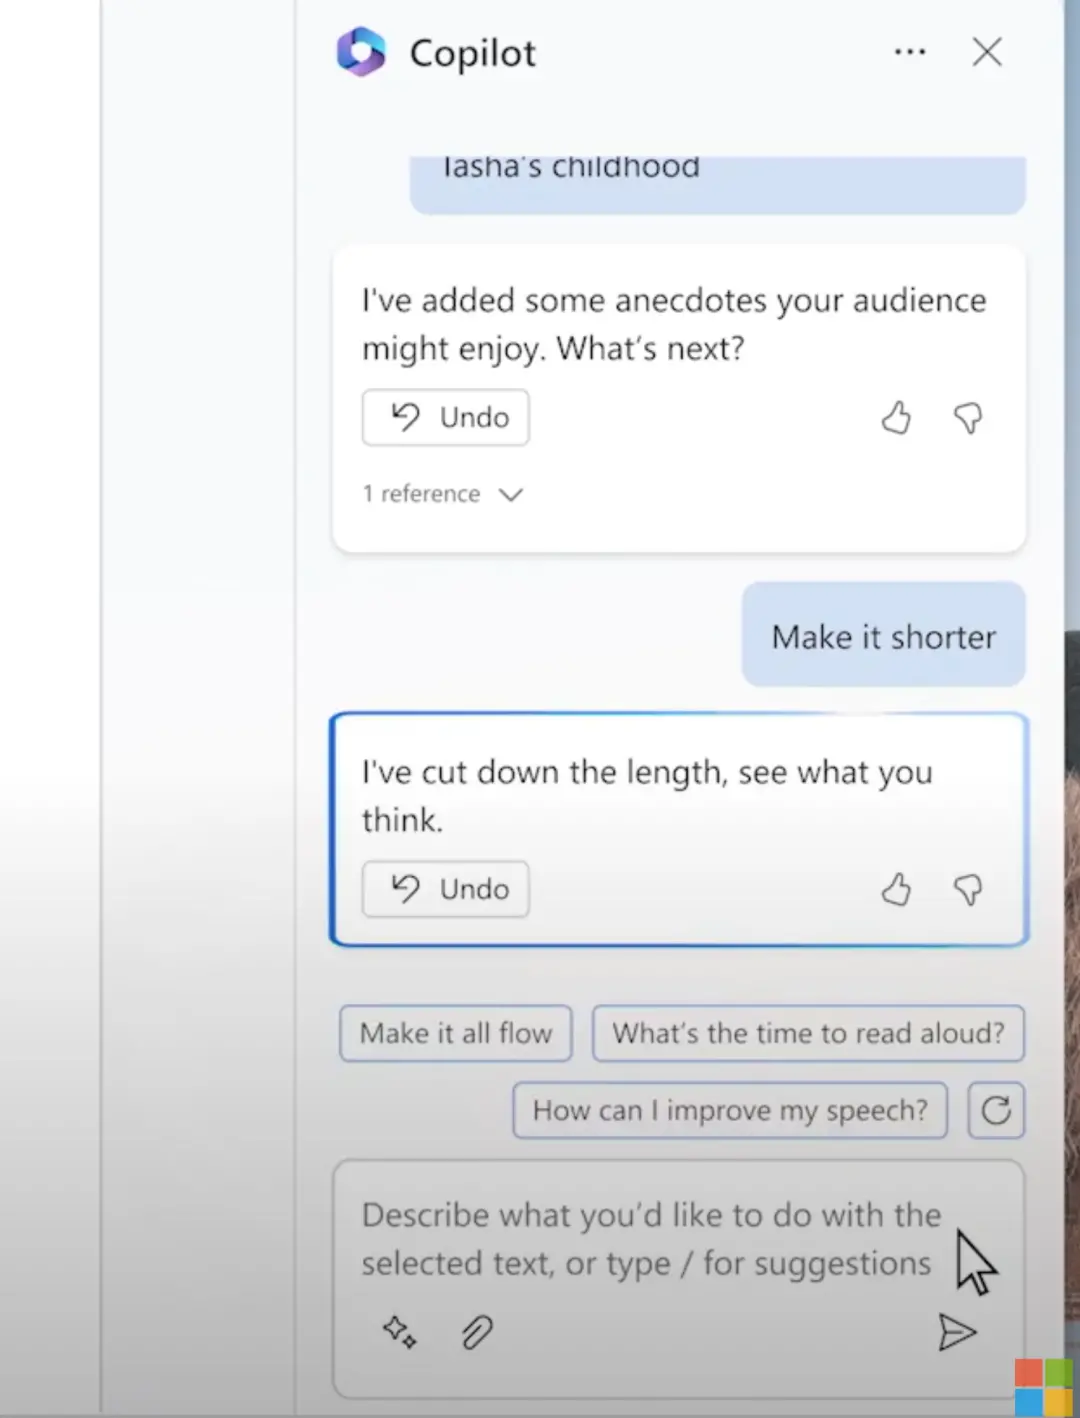 Copilot
Tasha's childhood
I've added some anecdotes your audience
might enjoy. What's next?
Undo
1 reference
Make it shorter
I've cut down the length, see what you
think.
Undo
Make it all flow
What's the time to read aloud?
How can I improve my speech?
Describe what you'd like to do with the
selected text, or type / for suggestions